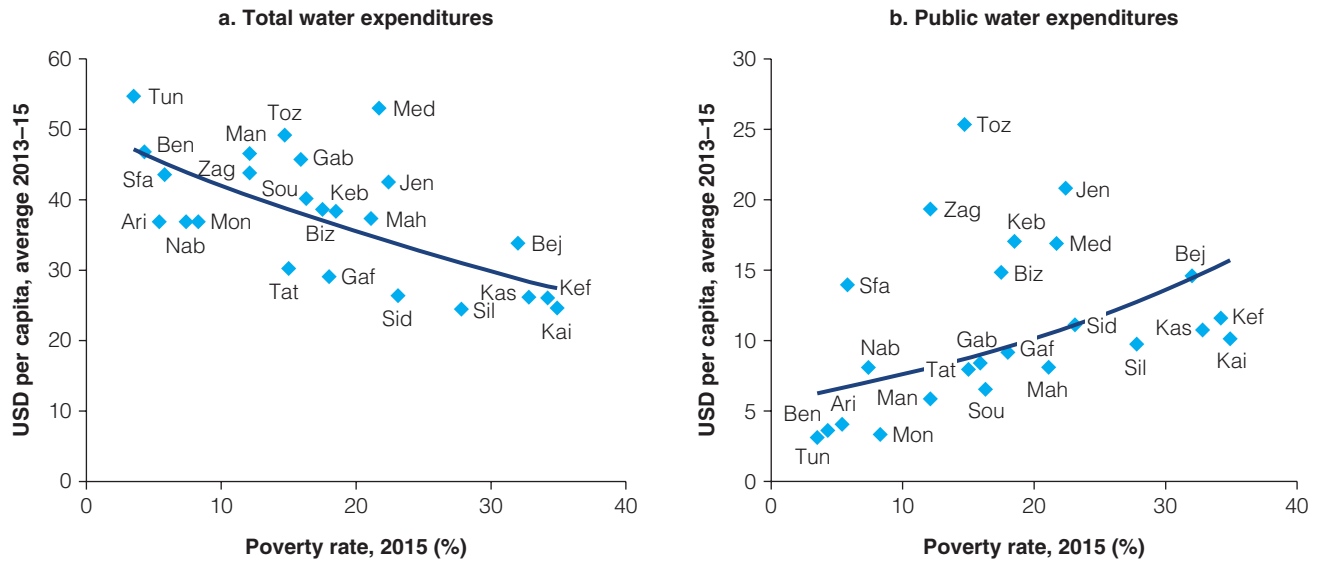 a. Total water expenditures
USD per capita, average 2013–15
60
50
40
30
20
10
0
0 10 20 30 40
Poverty rate, 2015 (%)
Tun
Ben
Sfa
Ari
Nab
Mon
Zag
Man
Toz
Gab
Sou
Keb
Biz
Tat
Gaf
Med
Jen
Mah
Sid
Sil
Bej
Kas
Kef
Kai
b. Public water expenditures
USD per capita, average 2013–15
30
25
20
15
10
5
0
0 10 20 30 40
Poverty rate, 2015 (%)
Toz
Zag
Jen
Keb
Med
Biz
Sfa
Bej
Nab
Gab
Tat
Gaf
Sid
Kas
Kef
Kai
Sil
Mah
Man
Sou
Ben
Ari
Tun
Mon